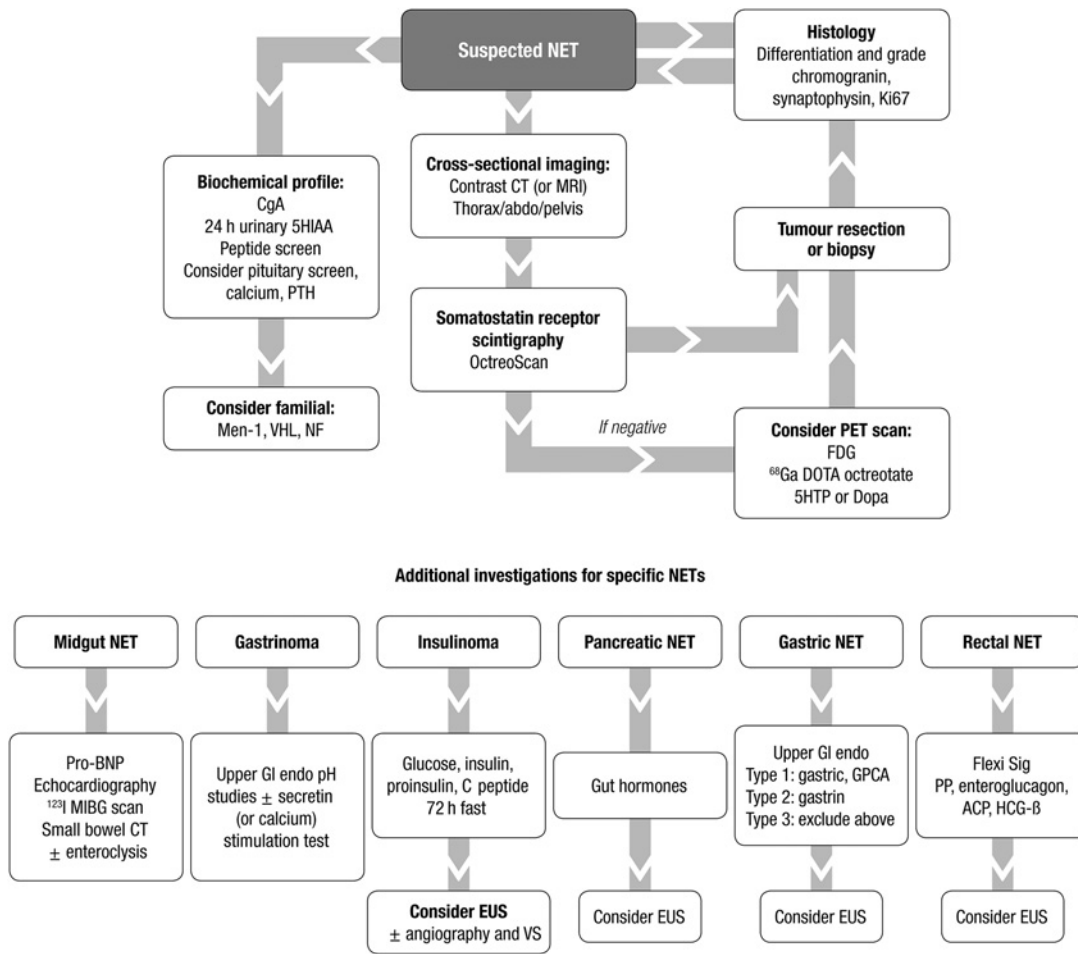 Suspected NET
Histology
Differentiation and grade
chromogranin,
synaptophysin, Ki67
Biochemical profile:
CgA
24 h urinary 5HIAA
Peptide screen
Consider pituitary screen,
calcium, PTH
Cross-sectional imaging:
Contrast CT (or MRI)
Thorax/abdo/pelvis
Tumour resection
or biopsy
Somatostatin receptor
scintigraphy
OctreoScan
Consider familial:
Men-1, VHL, NF
If negative
Consider PET scan:
FDG
⁶⁸Ga DOTA octreotate
5HTP or Dopa
Additional investigations for specific NETs
Midgut NET
Pro-BNP
Echocardiography
¹²³I MIBG scan
Small bowel CT
± enteroclysis
Gastrinoma
Upper GI endo pH
studies ± secretin
(or calcium)
stimulation test
Insulinoma
Glucose, insulin,
proinsulin, C peptide
72 h fast
Consider EUS
± angiography and VS
Pancreatic NET
Gut hormones
Consider EUS
Gastric NET
Upper GI endo
Type 1: gastric, GPCA
Type 2: gastrin
Type 3: exclude above
Consider EUS
Rectal NET
Flexi Sig
PP, enteroglucagon,
ACP, HCG-ß
Consider EUS